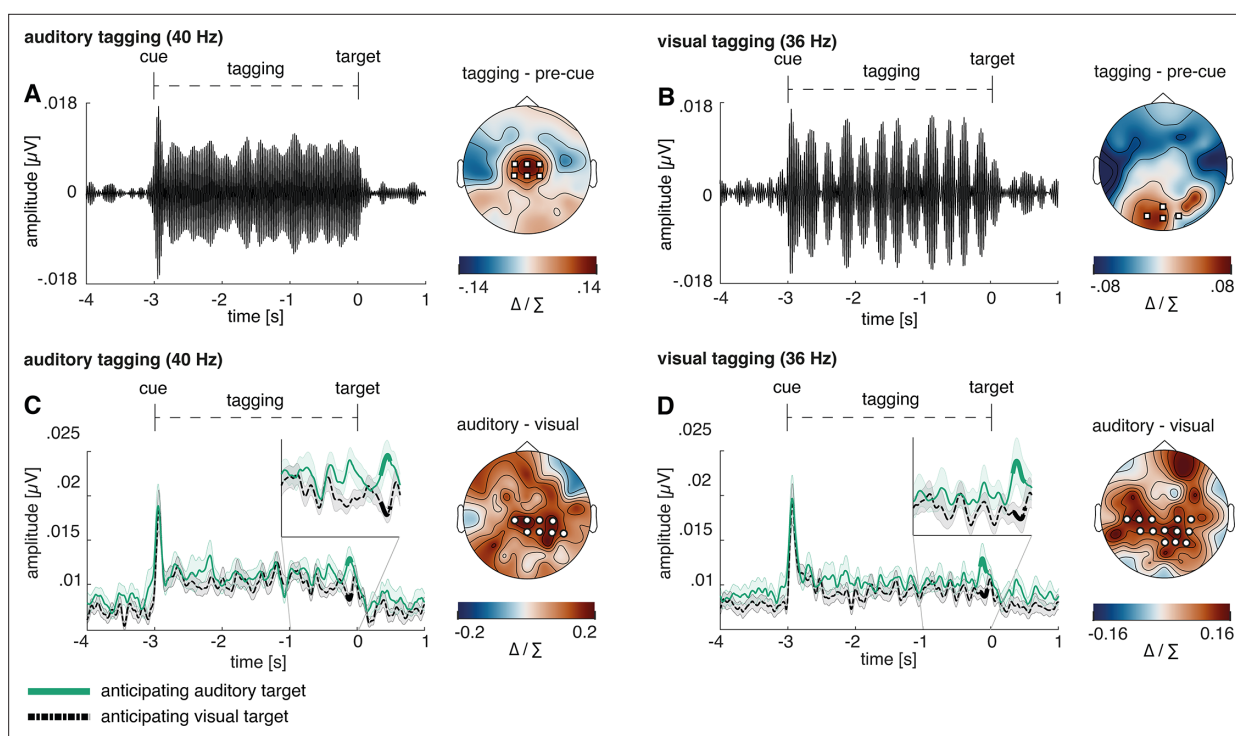 auditory tagging (40 Hz)
cue
target
tagging
A
.018
0
-.018
amplitude [µV]
-4
-3
-2
-1
0
1
time [s]
tagging - pre-cue
-.14
.14
Δ / Σ
visual tagging (36 Hz)
cue
target
tagging
B
.018
0
-.018
amplitude [µV]
-4
-3
-2
-1
0
1
time [s]
tagging - pre-cue
-.08
.08
Δ / Σ
auditory tagging (40 Hz)
cue
target
tagging
C
.025
.02
.015
.01
amplitude [µV]
-4
-3
-2
-1
0
1
time [s]
auditory - visual
-0.2
0.2
Δ / Σ
visual tagging (36 Hz)
cue
target
tagging
D
.025
.02
.015
.01
amplitude [µV]
-4
-3
-2
-1
0
1
time [s]
auditory - visual
-0.16
0.16
Δ / Σ
anticipating auditory target
anticipating visual target